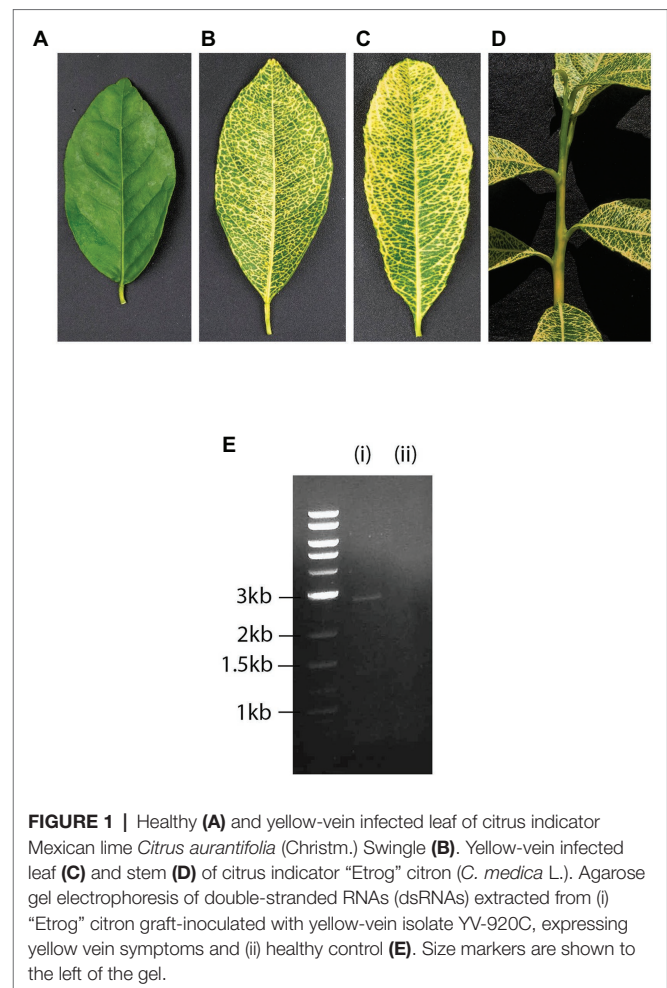 A B C D
E (i) (ii)
3kb
2kb
1.5kb
1kb
FIGURE 1 | Healthy (A) and yellow-vein infected leaf of citrus indicator
Mexican lime Citrus aurantifolia (Christm.) Swingle (B). Yellow-vein infected
leaf (C) and stem (D) of citrus indicator “Etrog” citron (C. medica L.). Agarose
gel electrophoresis of double-stranded RNAs (dsRNAs) extracted from (i)
“Etrog” citron graft-inoculated with yellow-vein isolate YV-920C, expressing
yellow vein symptoms and (ii) healthy control (E). Size markers are shown to
the left of the gel.